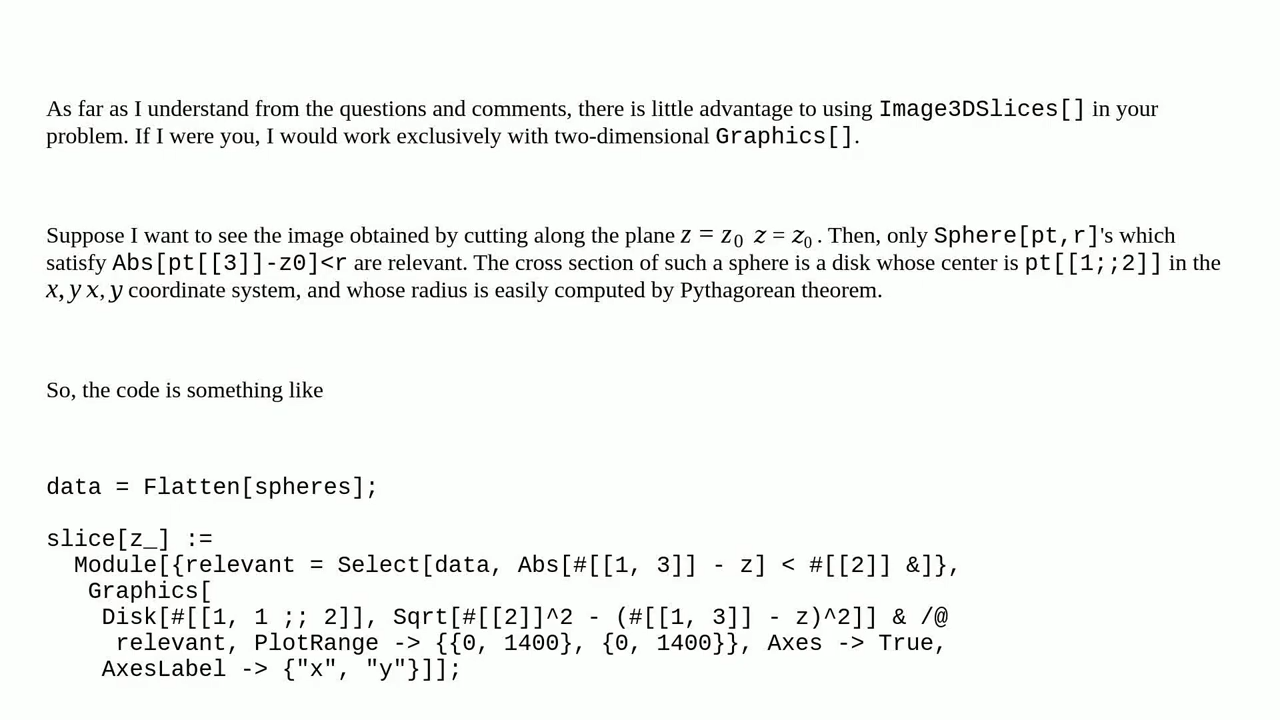 As far as I understand from the questions and comments, there is little advantage to using Image3DSlices[] in your
problem. If I were you, I would work exclusively with two-dimensional Graphics[].
Suppose I want to see the image obtained by cutting along the plane z = z0 z = z0 . Then, only Sphere[pt,r]'s which
satisfy Abs[pt[[3]]-z0]<r are relevant. The cross section of such a sphere is a disk whose center is pt[[1;;2]] in the
x, y x, y coordinate system, and whose radius is easily computed by Pythagorean theorem.
So, the code is something like
data = Flatten[spheres];
slice[z_] :=
Module[{relevant = Select[data, Abs[#[[1, 3]] - z] < #[[2]] &]},
Graphics[
Disk[#[[1, 1 ;; 2]], Sqrt[#[[2]]^2 - (#[[1, 3]] - z)^2]] & /@
relevant, PlotRange -> {{0, 1400}, {0, 1400}}, Axes -> True,
AxesLabel -> {"x", "y"}]];